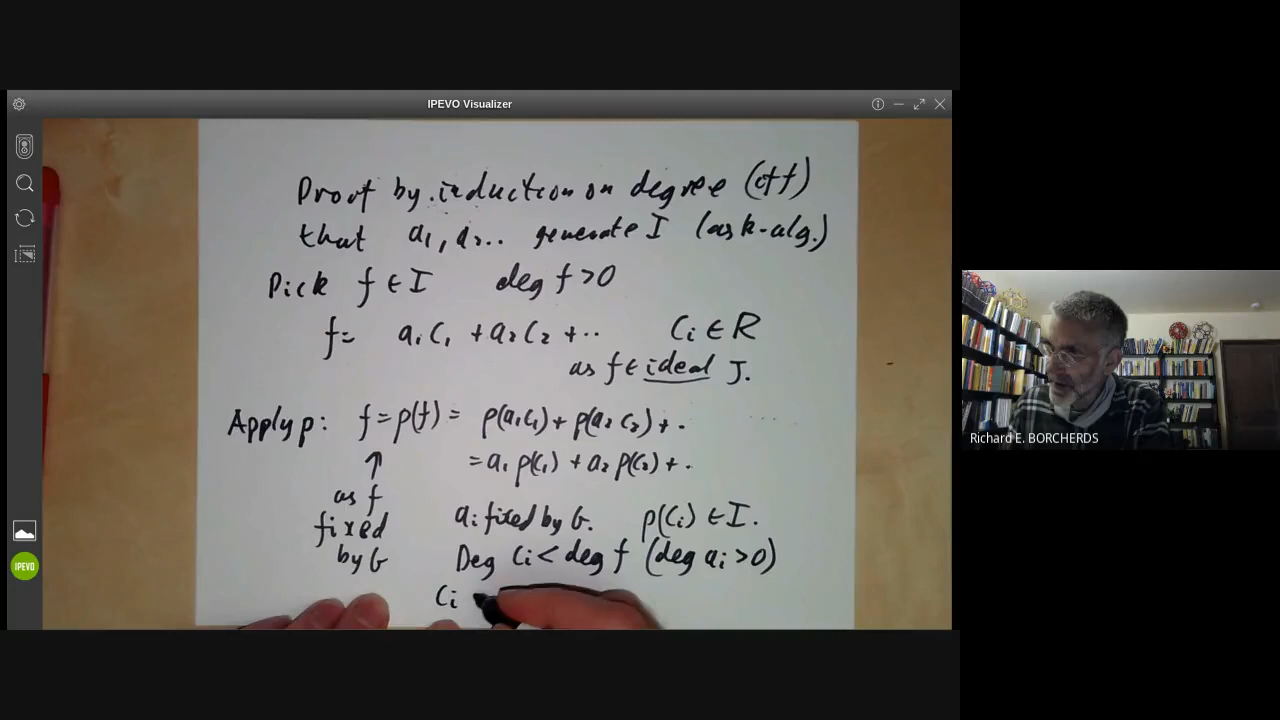 IPEVO Visualizer
Proof by induction on degree (of f)
that a₁, a₂.. generate I (as k-alg.)
Pick f ∈ I deg f > 0
f = a₁C₁ + a₂C₂ + .. Cᵢ ∈ R
as f ∈ ideal J.
Apply ρ: f = ρ(f) = ρ(a₁C₁) + ρ(a₂C₂) + .
= a₁ρ(C₁) + a₂ρ(C₂) + .
↑
as f
fixed
by G
aᵢ fixed by G. ρ(Cᵢ) ∈ I.
Deg Cᵢ < deg f (deg aᵢ > 0)
Cᵢ
IPEVO
Richard E. BORCHERDS